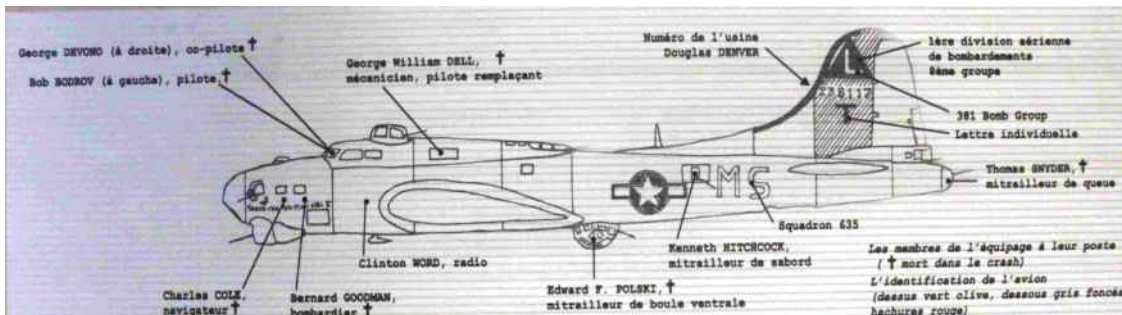 George DEVONO (à droite), co-pilote †
Bob BODROV (à gauche), pilote, †
George William DELL, †
mécanicien, pilote remplaçant
Numéro de l'usine
Douglas DENVER
1ère division aérienne
de bombardements
8ème groupe
L
238117
T
381 Bomb Group
Lettre individuelle
Thomas SNYDER, †
mitrailleur de queue
MS
Squadron 635
Kenneth HITCHCOCK,
mitrailleur de sabord
Clinton WORD, radio
Edward F. POLSKI, †
mitrailleur de boule ventrale
Charles COLE,
navigateur †
Bernard GOODMAN,
bombardier †
Les membres de l'équipage à leur poste
( † mort dans le crash)
L'identification de l'avion
(dessus vert olive, dessous gris foncée
hachures rouge)